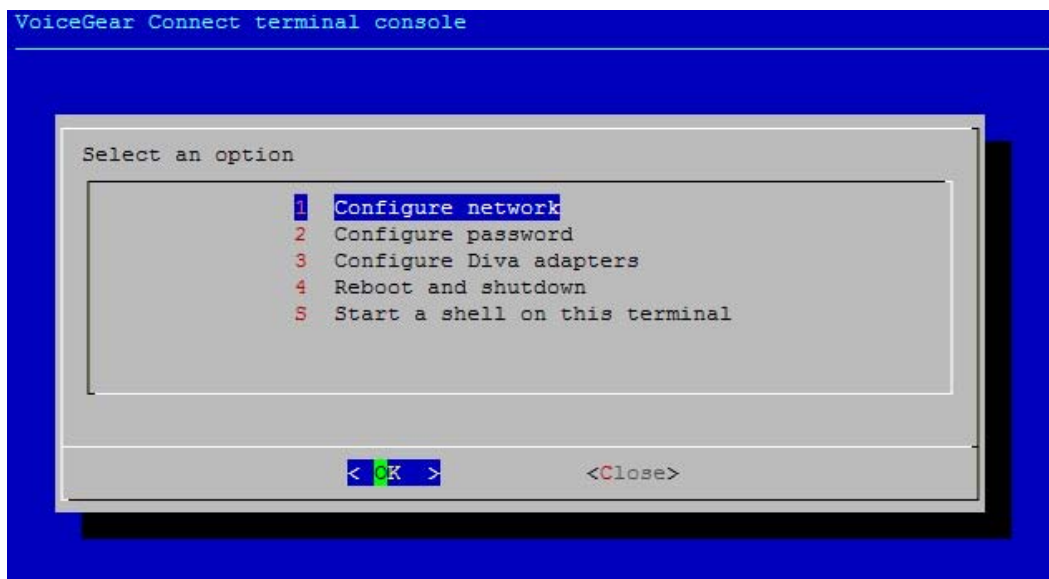 VoiceGear Connect terminal console
Select an option
1 Configure network
2 Configure password
3 Configure Diva adapters
4 Reboot and shutdown
S Start a shell on this terminal
< OK > <Close>